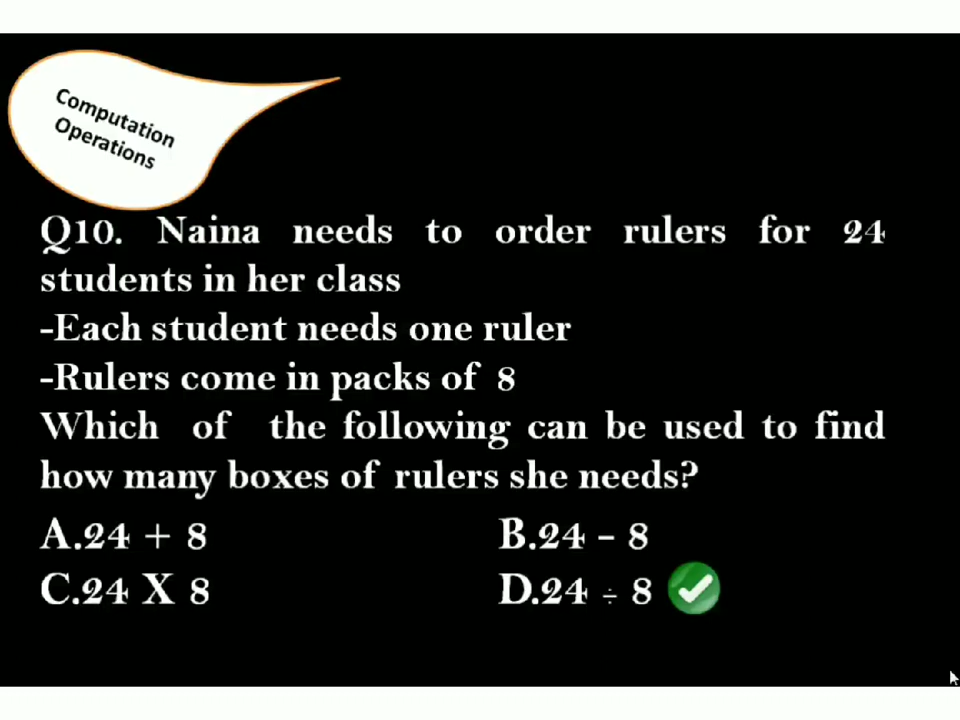 Computation
Operations
Q10. Naina needs to order rulers for 24
students in her class
-Each student needs one ruler
-Rulers come in packs of 8
Which of the following can be used to find
how many boxes of rulers she needs?
A.24 + 8 B.24 - 8
C.24 X 8 D.24 ÷ 8